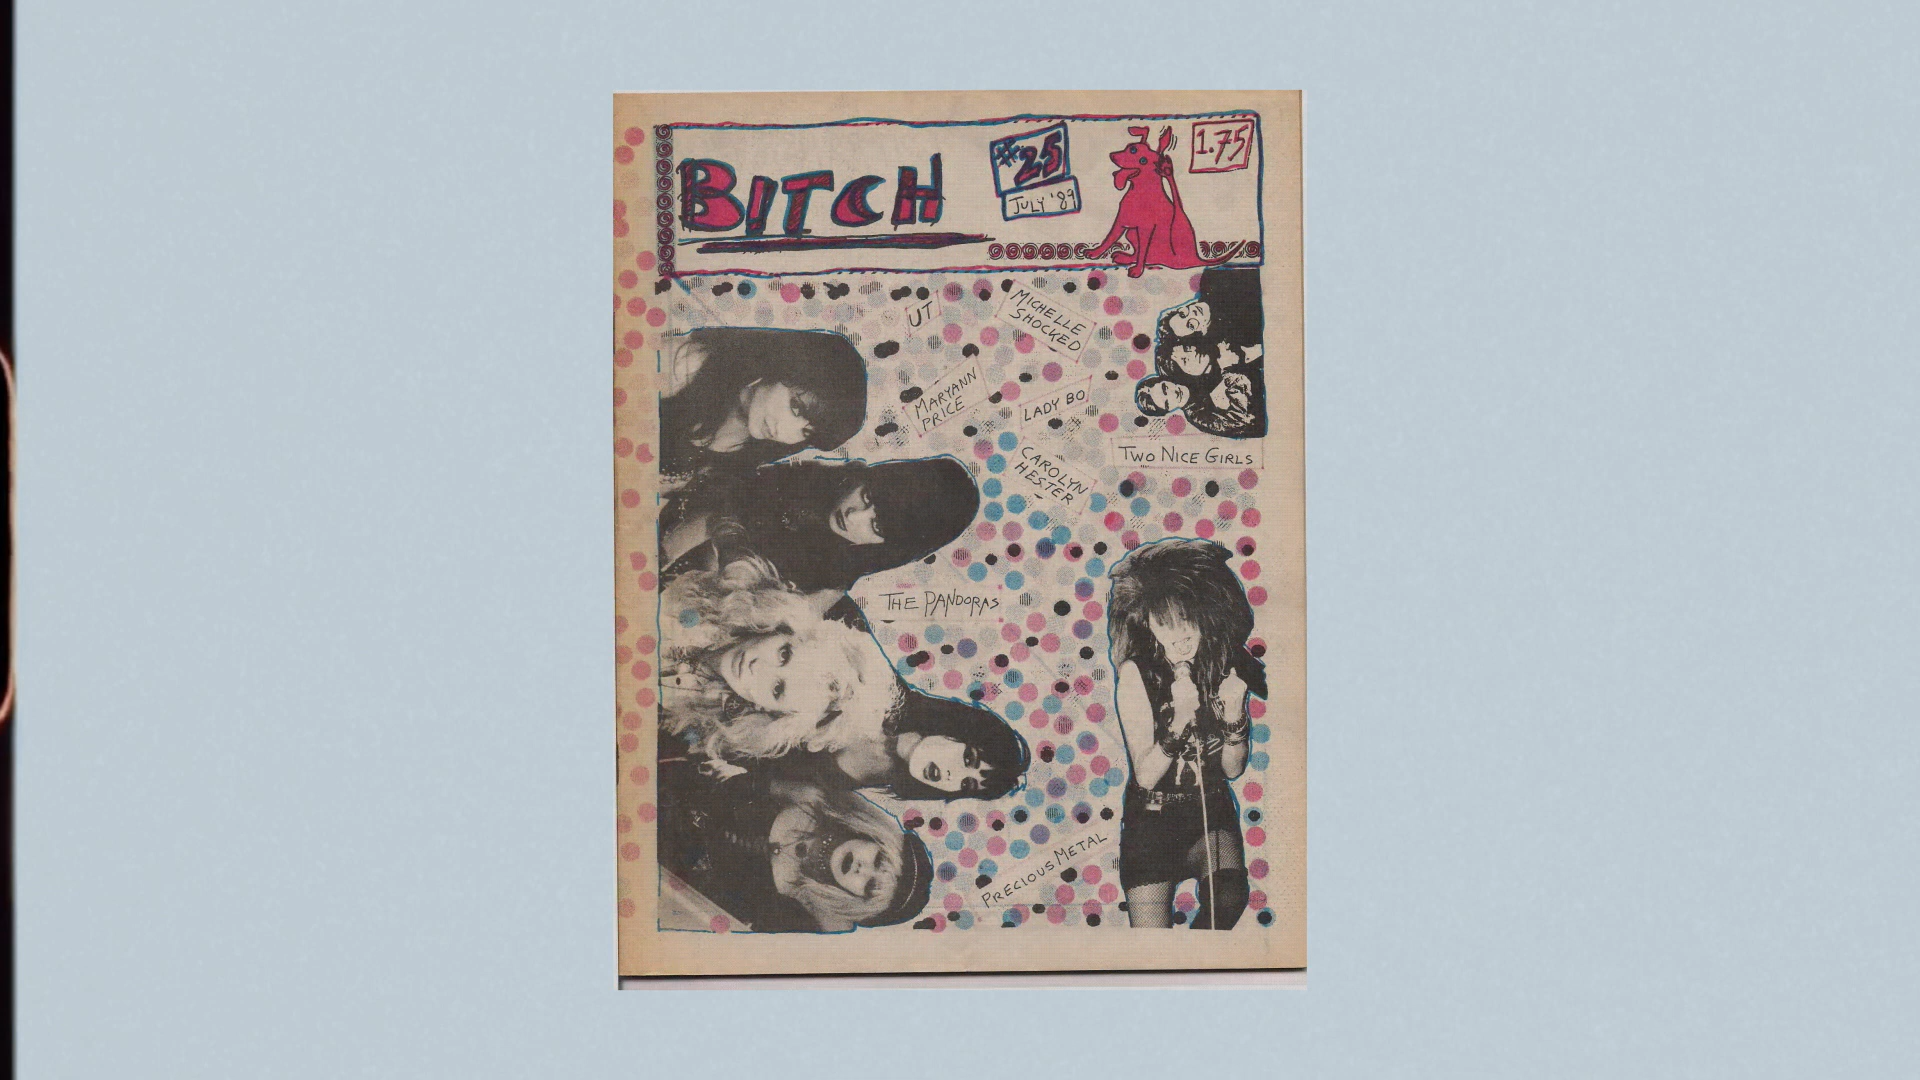 BITCH
#25
JULY '89
1.75
UT
MICHELLE
SHOCKED
MARYANN
PRICE
LADY BO
CAROLYN
HESTER
TWO NICE GIRLS
THE PANDORAS
PRECIOUS METAL